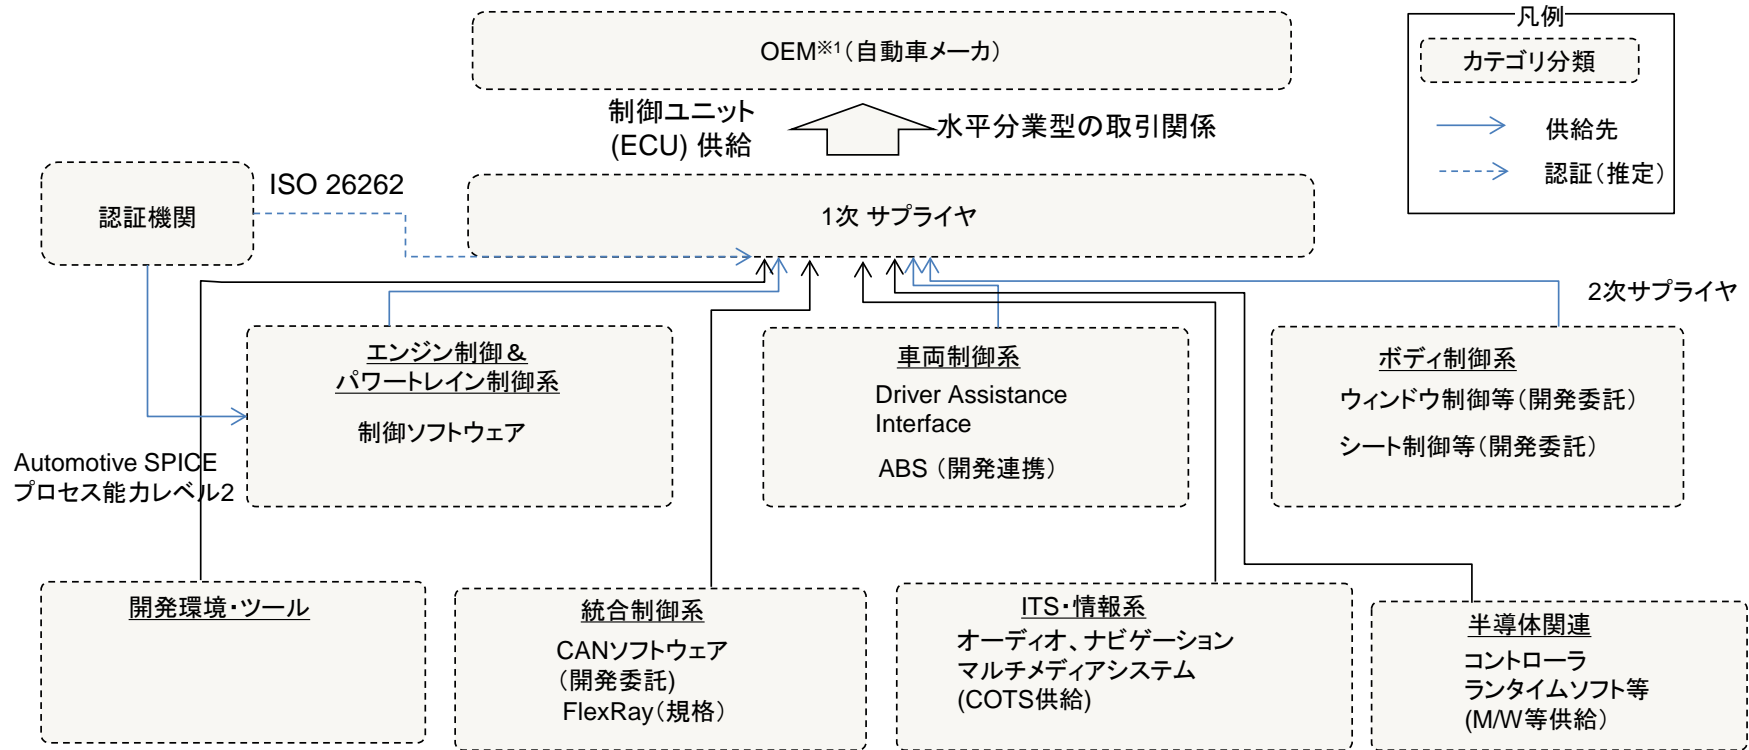 凡例
OEM※1(自動車メーカ)
カテゴリ分類
制御ユニット
(ECU) 供給
水平分業型の取引関係
供給先
認証(推定)
ISO 26262
認証機関
1次 サプライヤ
2次サプライヤ
エンジン制御&
パワートレイン制御系
制御ソフトウェア
車両制御系
Driver Assistance
Interface
ABS (開発連携)
ボディ制御系
ウィンドウ制御等(開発委託)
シート制御等(開発委託)
Automotive SPICE
プロセス能力レベル2
開発環境・ツール
統合制御系
CANソフトウェア
(開発委託)
FlexRay(規格)
ITS・情報系
オーディオ、ナビゲーション
マルチメディアシステム
(COTS供給)
半導体関連
コントローラ
ランタイムソフト等
(M/W等供給)